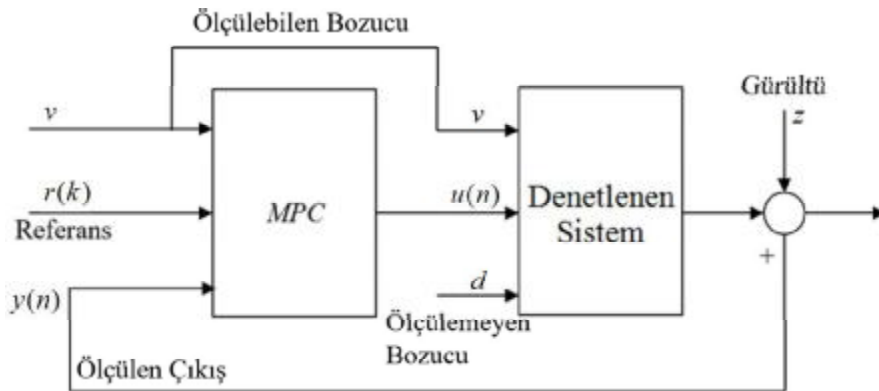 Ölçülebilen Bozucu
Gürültü
v
v
z
r(k)
Referans
MPC
u(n)
Denetlenen
Sistem
+
y(n)
d
Ölçülemeyen
Bozucu
Ölçülen Çıkış